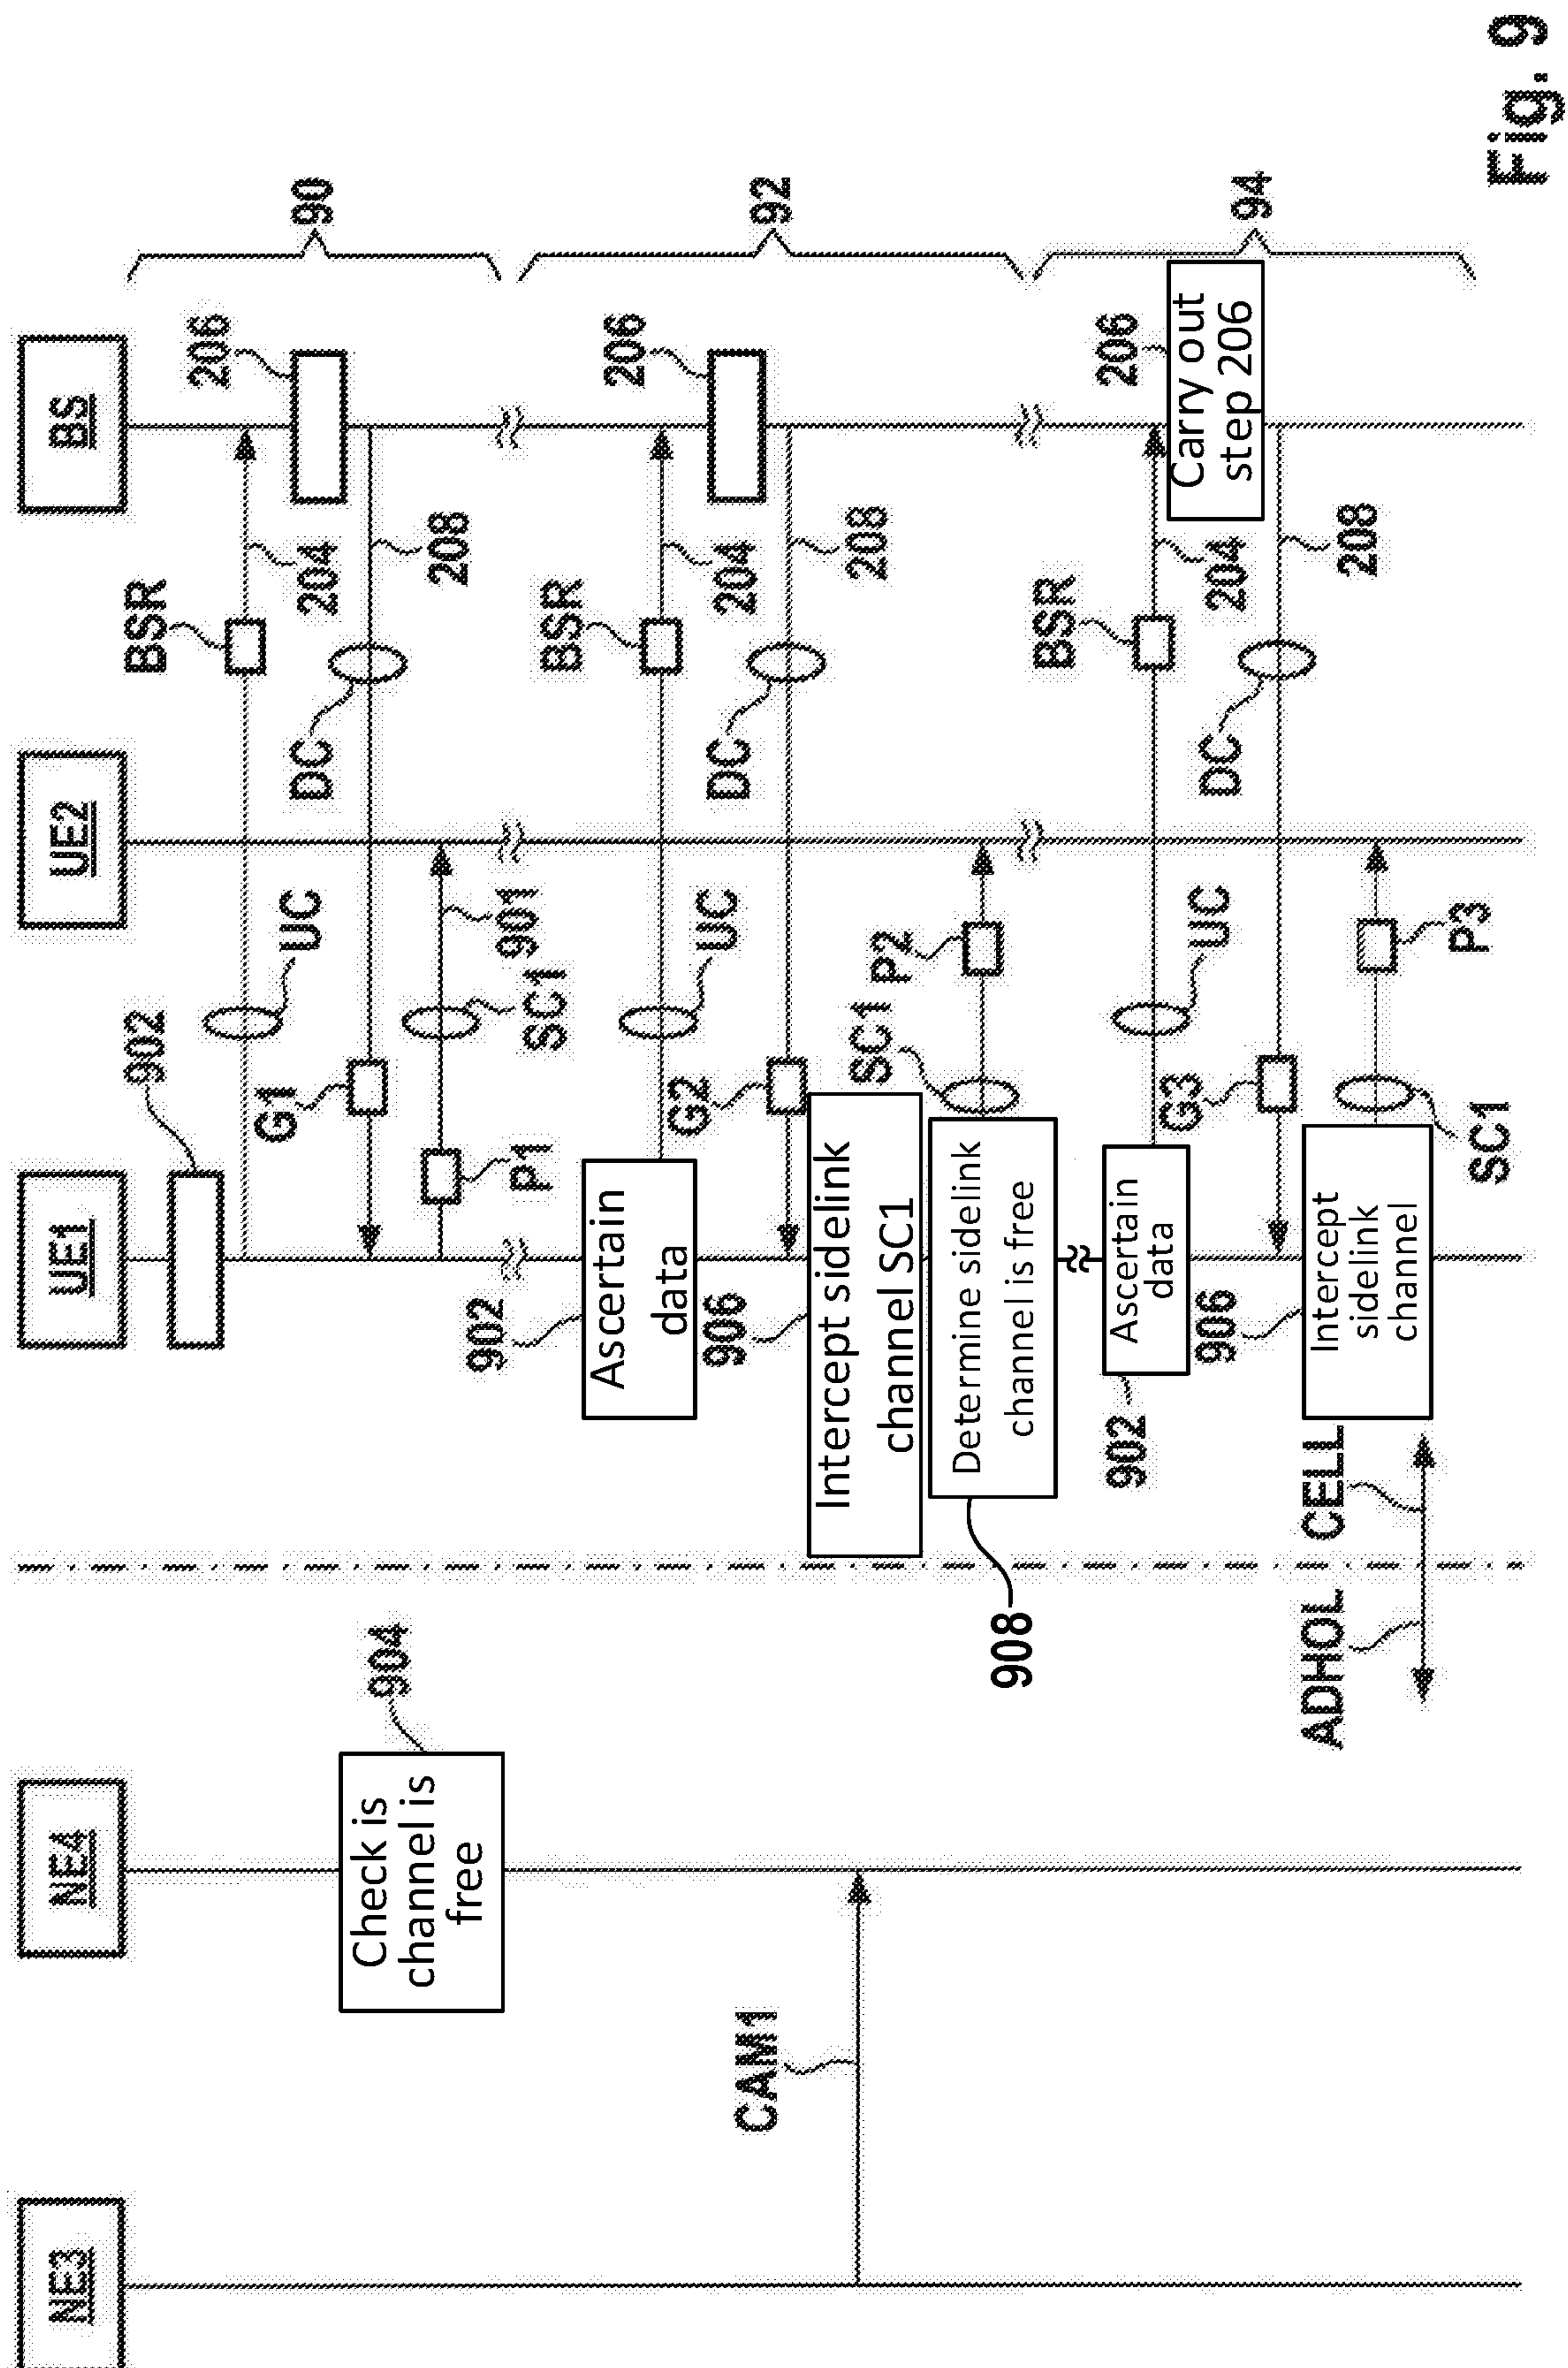 NE3
NE4
UE1
UE2
BS
902
BSR
206
90
UC
204
G1
DC
904
Check is
channel is
free
208
P1
SC1
901
902
Ascertain
data
BSR
206
92
UC
204
G2
DC
CAM1
906
Intercept sidelink
channel SC1
208
SC1
P2
908
Determine sidelink
channel is free
902
Ascertain
data
BSR
206
94
UC
204
Carry out
step 206
G3
DC
906
Intercept
sidelink
channel
208
ADHOL
CELL
SC1
P3
Fig. 9